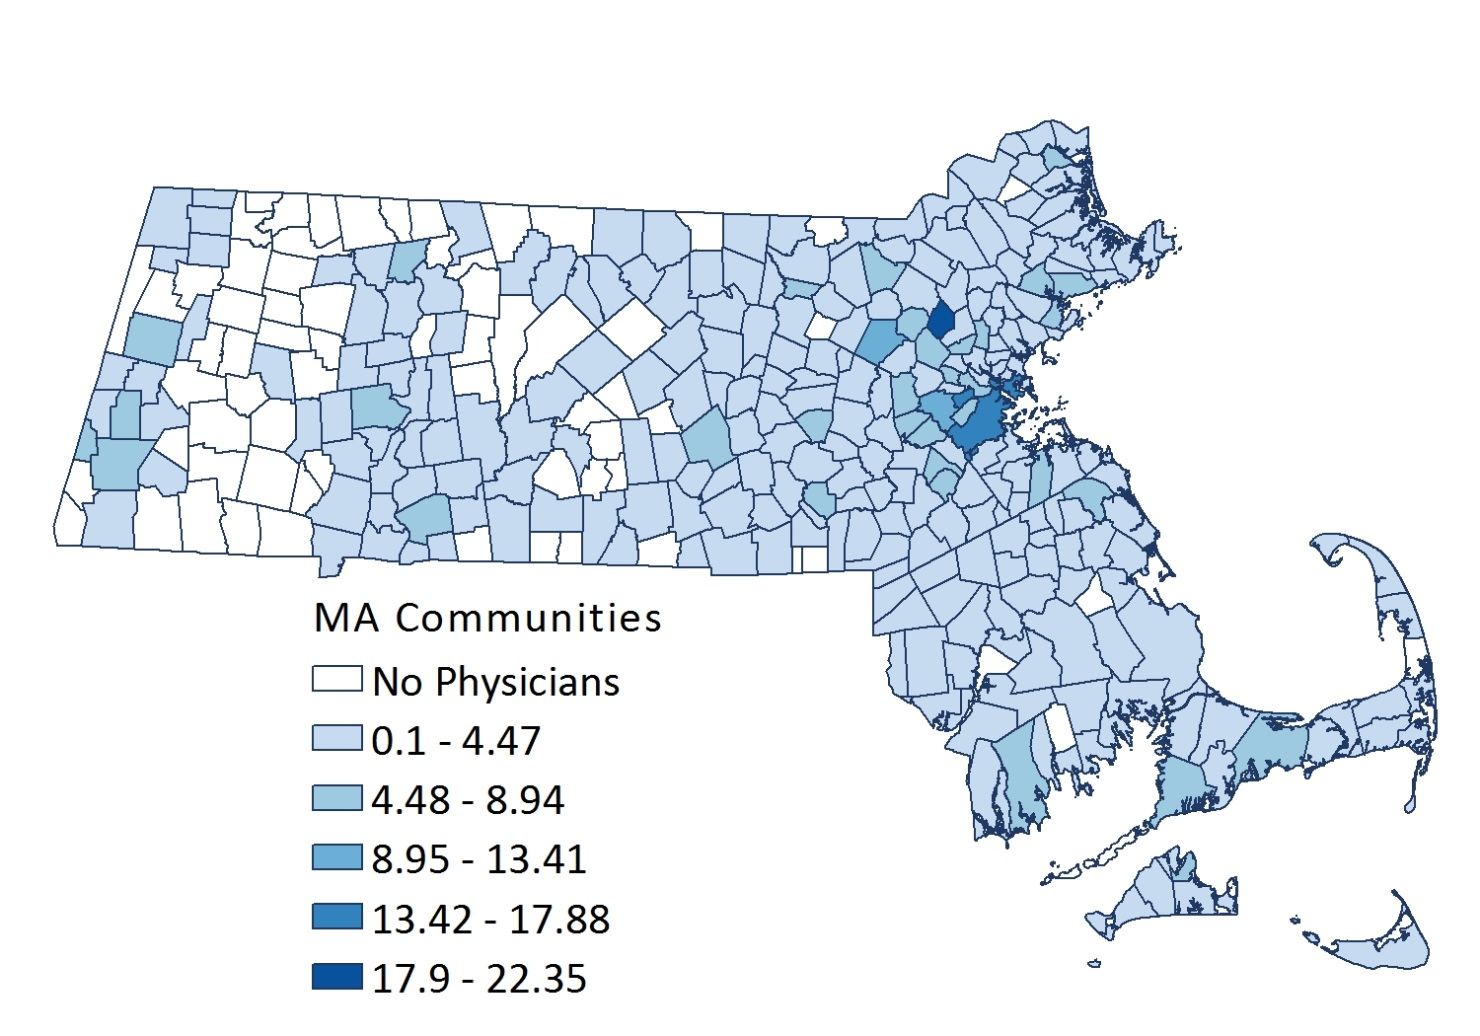 MA Communities
No Physicians
0.1 - 4.47
4.48 - 8.94
8.95 - 13.41
13.42 - 17.88
17.9 - 22.35